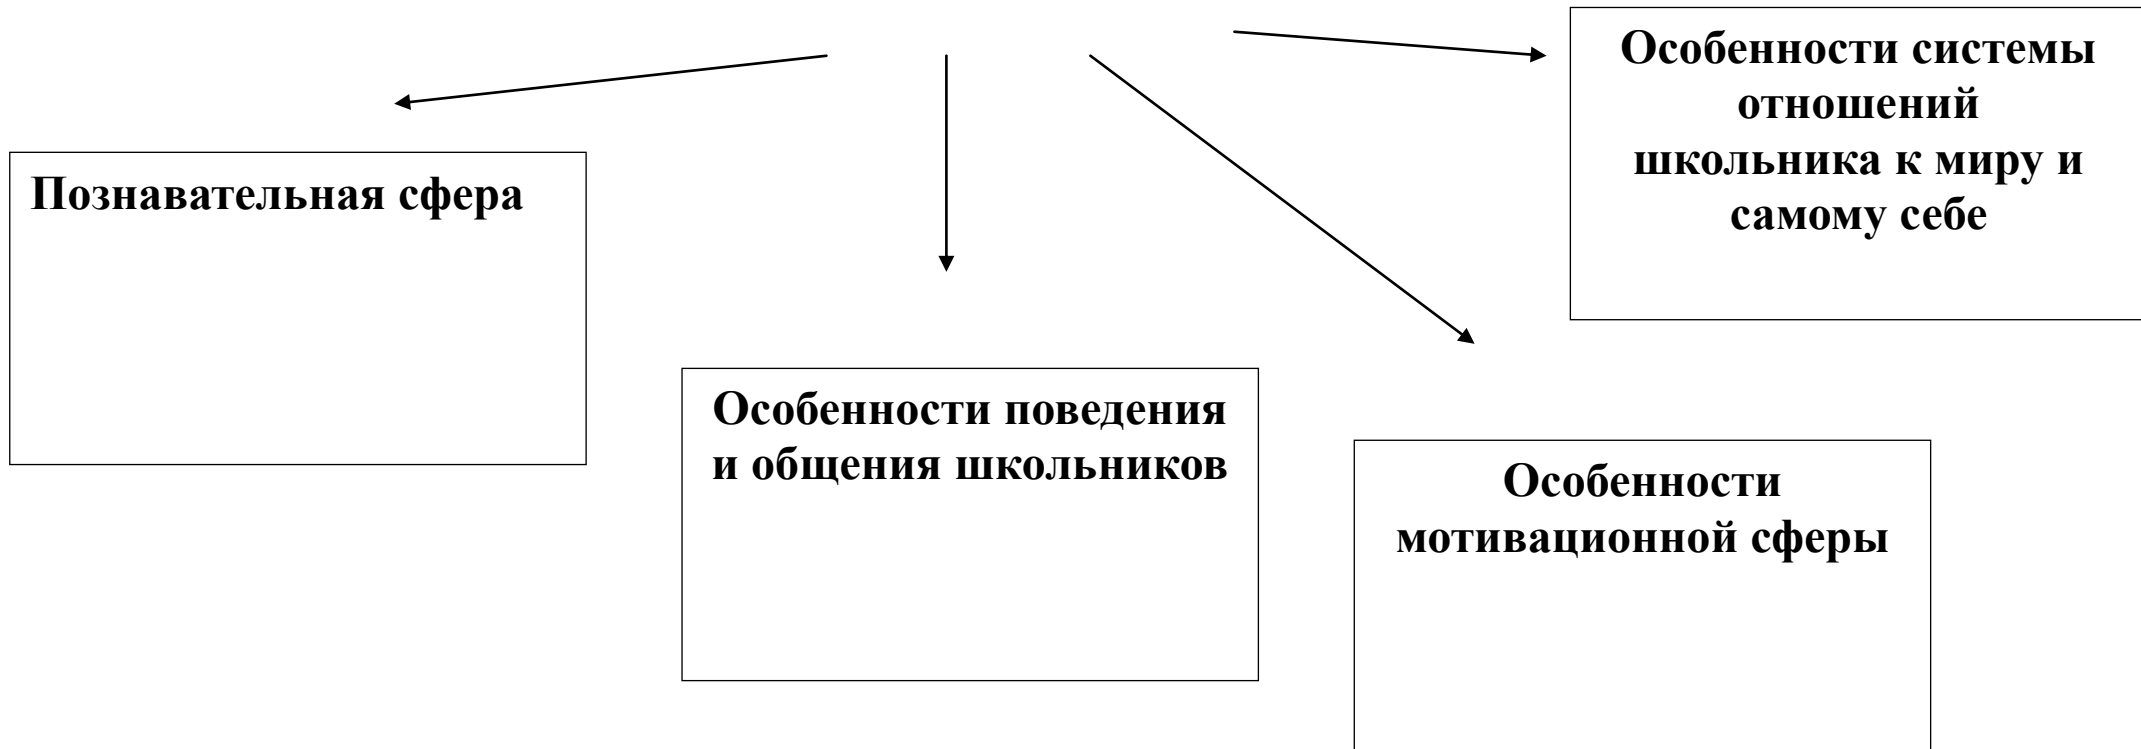 Особенности системы
отношений
школьника к миру и
самому себе
Познавательная сфера
Особенности поведения
и общения школьников
Особенности
мотивационной сферы